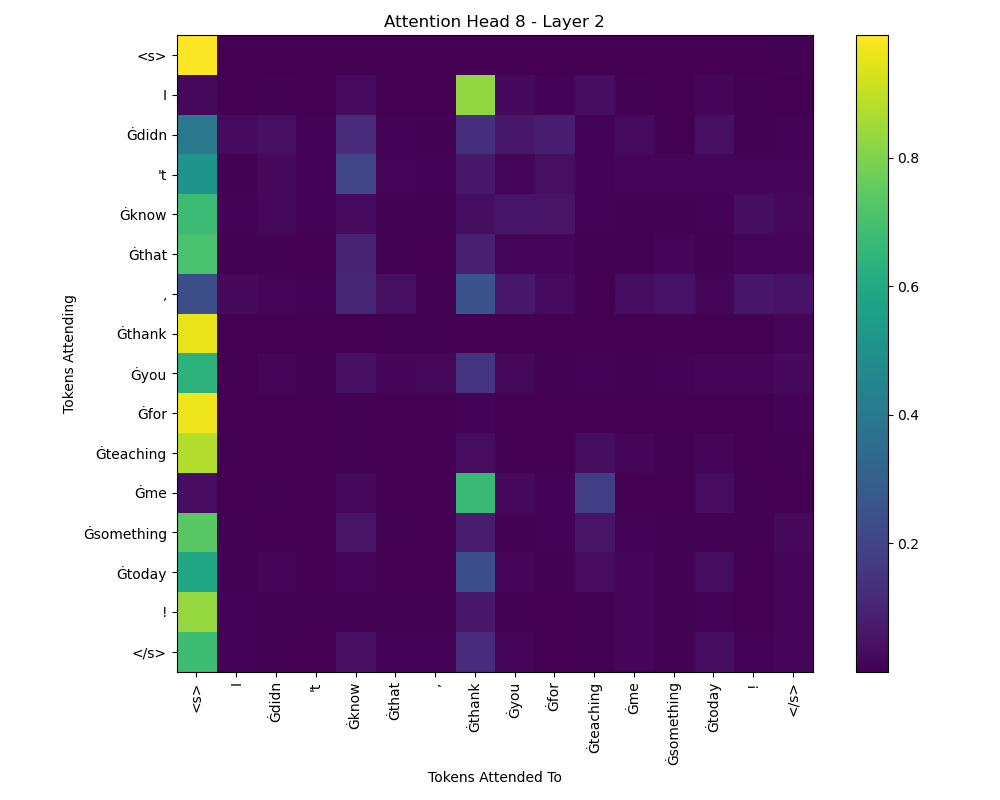 Attention Head 8 - Layer 2
<s>
I
Ġdidn
't
Ġknow
Ġthat
,
Ġthank
Ġyou
Ġfor
Ġteaching
Ġme
Ġsomething
Ġtoday
!
</s>
Tokens Attending
<s>
I
Ġdidn
't
Ġknow
Ġthat
,
Ġthank
Ġyou
Ġfor
Ġteaching
Ġme
Ġsomething
Ġtoday
!
</s>
Tokens Attended To
0.8
0.6
0.4
0.2